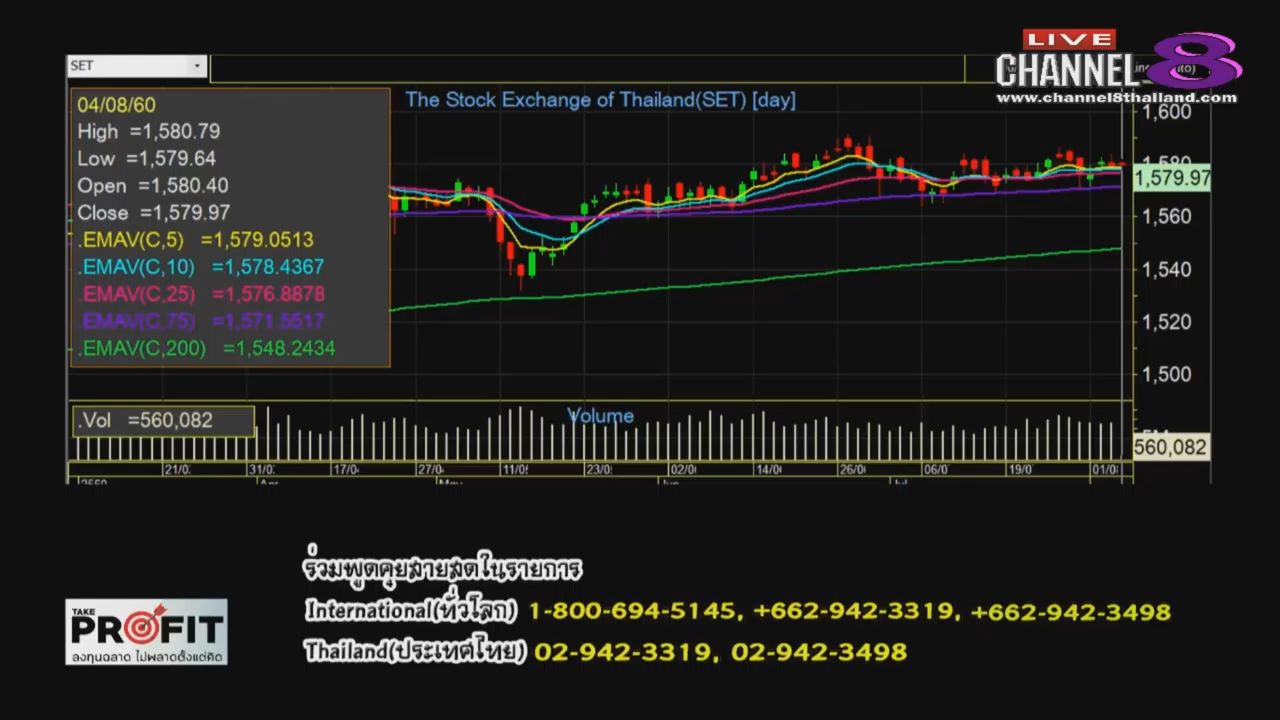 LIVE
CHANNEL 8
www.channel8thailand.com
SET
04/08/60
The Stock Exchange of Thailand(SET) [day]
High =1,580.79
Low =1,579.64
Open =1,580.40
Close =1,579.97
.EMAV(C,5) =1,579.0513
.EMAV(C,10) =1,578.4367
.EMAV(C,25) =1,576.8878
.EMAV(C,75) =1,571.5517
.EMAV(C,200) =1,548.2434
1,600
1,580
1,579.97
1,560
1,540
1,520
1,500
.Vol =560,082
Volume
560,082
21/0 31/0 17/0 27/0 11/0 23/0 02/0 14/0 26/0 06/0 19/0 01/0
2560 Apr May Jun Jul
ร่วมพูดคุยสายสดในรายการ
International(ทั่วโลก) 1-800-694-5145, +662-942-3319, +662-942-3498
Thailand(ประเทศไทย) 02-942-3319, 02-942-3498
TAKE
PROFIT
ลงทุนฉลาด ไม่พลาดตั้งแต่คิด